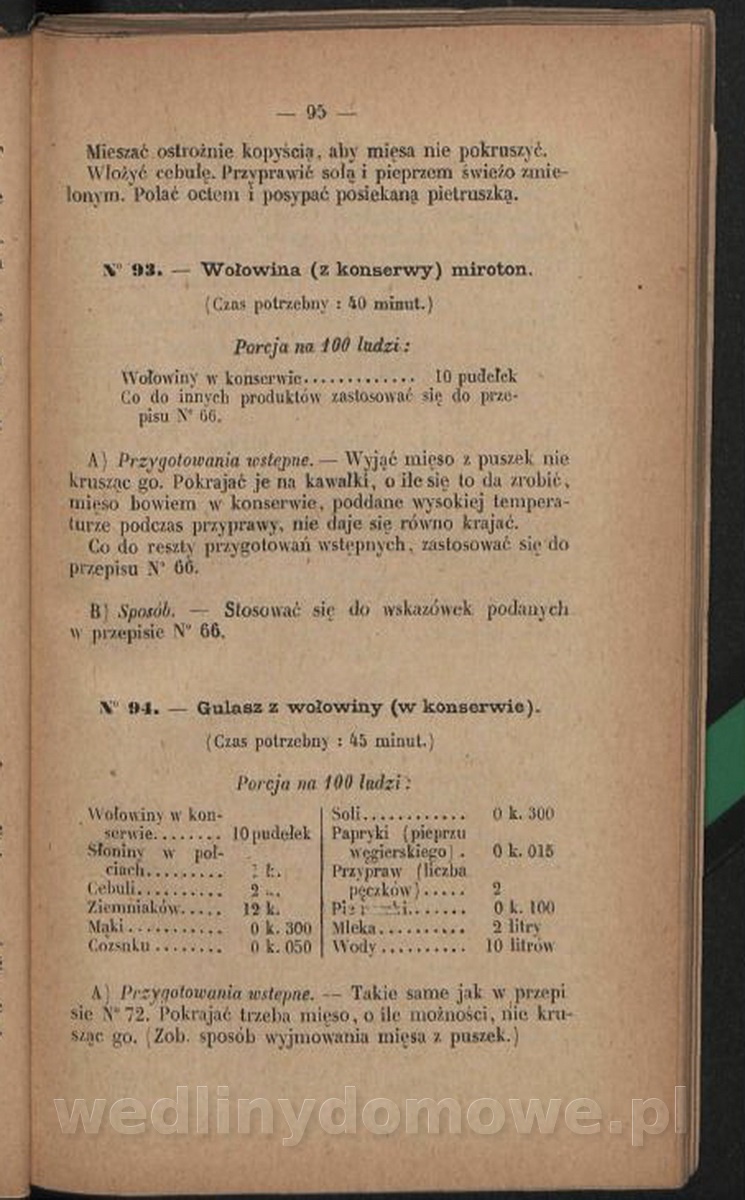 — 95 —
Mieszać ostrożnie kopyścią, aby mięsa nie pokruszyć.
Włożyć cebulę. Przyprawić solą i pieprzem świeżo zmie-
lonym. Polać octem i posypać posiekaną pietruszką.
N° 93. — Wołowina (z konserwy) miroton.
(Czas potrzebny : 40 minut.)
Porcja na 100 ludzi :
Wołowiny w konserwie............. 10 pudełek
Co do innych produktów zastosować się do prze-
pisu N° 66.
A) Przygotowania wstępne. — Wyjąć mięso z puszek nie
krusząc go. Pokrajać je na kawałki, o ile się to da zrobić,
mięso bowiem w konserwie, poddane wysokiej tempera-
turze podczas przyprawy, nie daje się równo krajać.
Co do reszty przygotowań wstępnych, zastosować się do
przepisu N° 66.
B) Sposób. — Stosować się do wskazówek podanych
w przepisie N° 66.
N° 94. — Gulasz z wołowiny (w konserwie).
(Czas potrzebny : 45 minut.)
Porcja na 100 ludzi :
Wołowiny w kon-
serwie........ 10 pudełek
Słoniny w poł-
ciach......... k.
Cebuli.......... 2
Ziemniaków..... 12 k.
Mąki........... 0 k. 300
Czosnku........ 0 k. 050
Soli............ 0 k. 300
Papryki (pieprzu
węgierskiego) . 0 k. 015
Przypraw (liczba
pęczków)..... 2
....... 0 k. 100
Mleka.......... 2 litry
Wody.......... 10 litrów
A) Przygotowania wstępne. — Takie same jak w przepi
sie N° 72. Pokrajać trzeba mięso, o ile możności, nie kru-
sząc go. (Zob. sposób wyjmowania mięsa z puszek.)
wedlinydomowe.pl